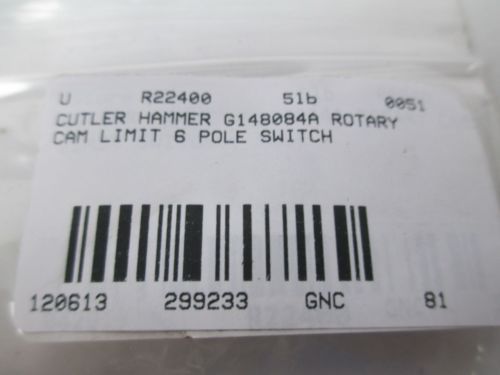 U R22400 51b 0051
CUTLER HAMMER G148084A ROTARY
CAM LIMIT 6 POLE SWITCH
120613 299233 GNC 81